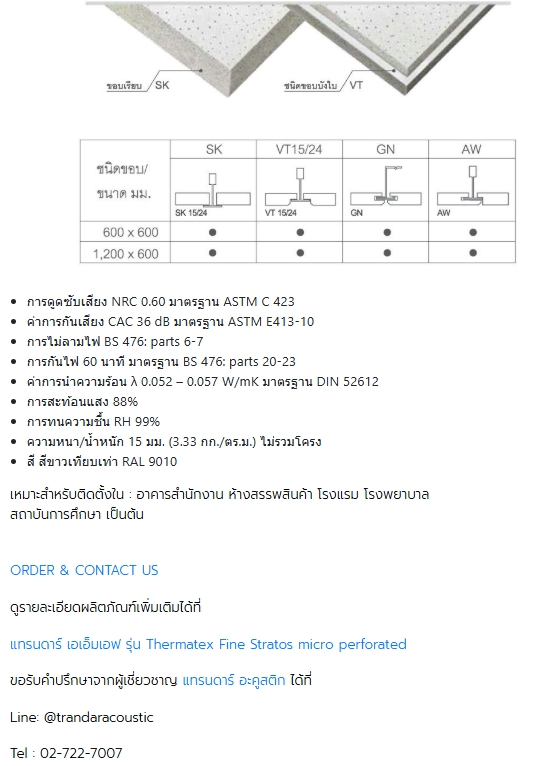 ขอบเรียบ SK
ชนิดขอบบังใบ VT
ชนิดขอบ/ขนาด มม. SK VT15/24 GN AW
SK 15/24 VT 15/24 GN AW
600 x 600 ● ● ● ●
1,200 x 600 ● ● ● ●
• การดูดซับเสียง NRC 0.60 มาตรฐาน ASTM C 423
• ค่าการกันเสียง CAC 36 dB มาตรฐาน ASTM E413-10
• การไม่ลามไฟ BS 476: parts 6-7
• การกันไฟ 60 นาที มาตรฐาน BS 476: parts 20-23
• ค่าการนำความร้อน λ 0.052 – 0.057 W/mK มาตรฐาน DIN 52612
• การสะท้อนแสง 88%
• การทนความชื้น RH 99%
• ความหนา/น้ำหนัก 15 มม. (3.33 กก./ตร.ม.) ไม่รวมโครง
• สี สีขาวเทียบเท่า RAL 9010
เหมาะสำหรับติดตั้งใน : อาคารสำนักงาน ห้างสรรพสินค้า โรงแรม โรงพยาบาล
สถาบันการศึกษา เป็นต้น
ORDER & CONTACT US
ดูรายละเอียดผลิตภัณฑ์เพิ่มเติมได้ที่
แทรนดาร์ เอเอ็มเอฟ รุ่น Thermatex Fine Stratos micro perforated
ขอรับคำปรึกษาจากผู้เชี่ยวชาญ แทรนดาร์ อะคูสติก ได้ที่
Line: @trandaracoustic
Tel : 02-722-7007